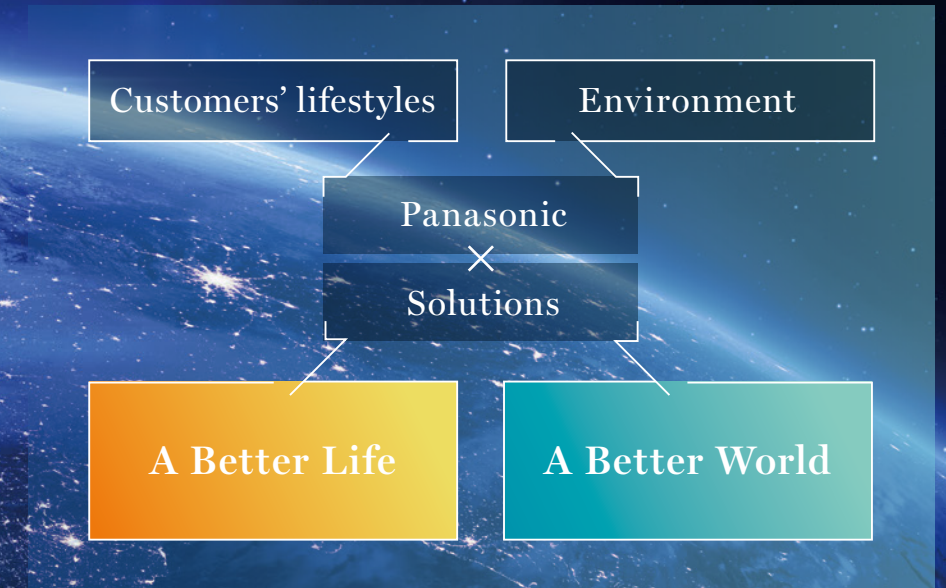 Customers’ lifestyles
Environment
Panasonic
×
Solutions
A Better Life
A Better World